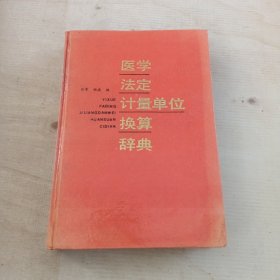 医学
法定
计量单位
换算
辞典
YIXUE
FADING
JILIANGDANWEI
HUANSUAN
CIDIAN